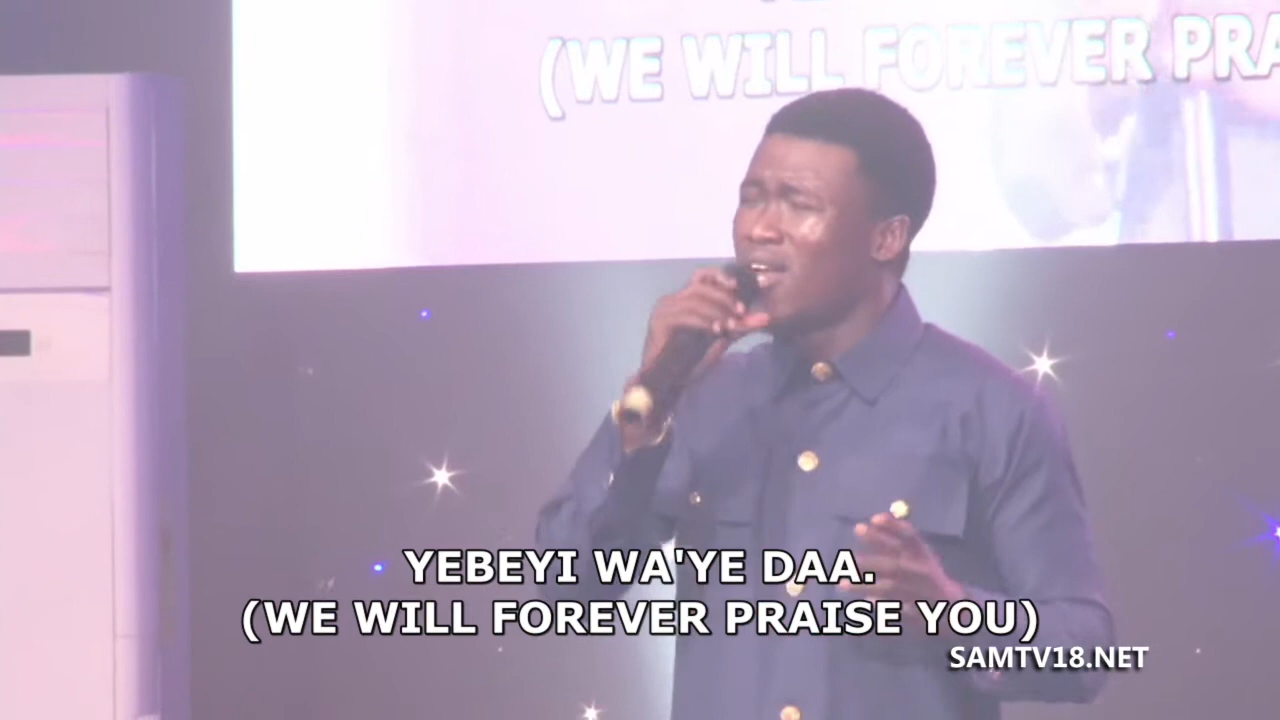 (WE WILL FOREVER PRA
YEBEYI WA'YE DAA.
(WE WILL FOREVER PRAISE YOU)
SAMTV18.NET